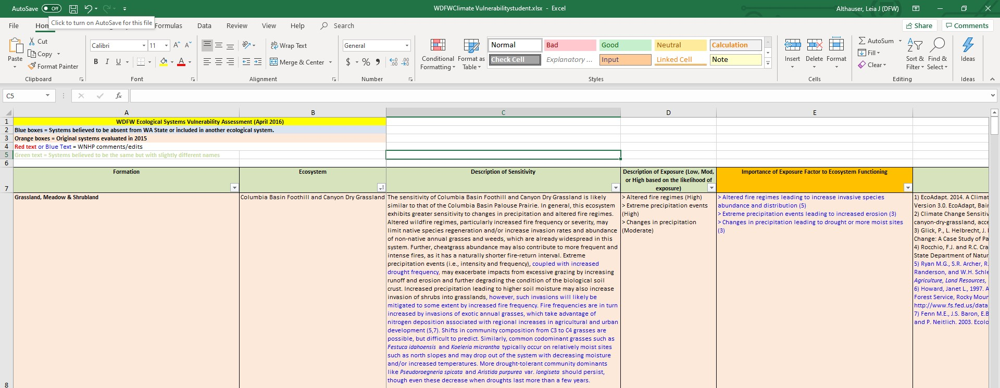 AutoSave Off
WDFWClimate Vulnerabilitystudent.xlsx - Excel
Althauser, Leia J (DFW)
Click to turn on AutoSave for this file
File Formulas Data Review View Help Search
Share Comments
Cut
Copy
Format Painter
Paste
Clipboard
Calibri 11
B I U
Font
Wrap Text
Merge & Center
Alignment
General
$ % 9
Number
Conditional Formatting
Format as Table
Normal Bad Good Neutral Calculation
Check Cell Explanatory ... Input Linked Cell Note
Styles
Insert Delete Format
Cells
AutoSum
Fill
Clear
Sort & Filter
Find & Select
Editing
Ideas
Ideas
C5
fx
A B C D E
1 WDFW Ecological Systems Vulnerability Assessment (April 2016)
2 Blue boxes = Systems believed to be absent from WA State or included in another ecological system.
3 Orange boxes = Original systems evaluated in 2015
4 Red text or Blue Text = WNHP comments/edits
5 Green text = Systems believed to be the same but with slightly different names
6
7
Formation
Ecosystem
Description of Sensitivity
Description of Exposure (Low, Mod,
or High based on the likelihood of
exposure)
Importance of Exposure Factor to Ecosystem Functioning
8
Grassland, Meadow & Shrubland
Columbia Basin Foothill and Canyon Dry Grassland
The sensitivity of Columbia Basin Foothill and Canyon Dry Grassland is likely
similar to that of the Columbia Basin Palouse Prairie. In general, this ecosystem
exhibits greater sensitivity to changes in precipitation and altered fire regimes.
Altered wildfire regimes, particularly increased fire frequency or severity, may
limit native species regeneration and/or increase invasion rates and abundance
of non-native annual grasses and weeds, which are already widespread in this
system. Further, cheatgrass abundance may also contribute to more frequent and
intense fires, as it has a naturally shorter fire-return interval. Extreme
precipitation events (i.e., intensity and frequency), coupled with increased
drought frequency, may exacerbate impacts from excessive grazing by increasing
runoff and erosion and further degrading the condition of the biological soil
crust. Increased precipitation leading to higher soil moisture may also increase
invasion of shrubs into grasslands, however, such invasions will likely be
mitigated to some extent by increased fire frequency. Fire frequencies are in turn
increased by invasions of exotic annual grasses, which take advantage of
nitrogen deposition associated with regional increases in agricultural and urban
development (5,7). Shifts in community composition from C3 to C4 grasses are
possible, but difficult to predict. Similarly, common codominant grasses such as
Festuca idahoensis and Koeleria micrantha typically occur on relatively moist sites
such as north slopes and may drop out of the system with decreasing moisture
and/or increased temperatures. More drought-tolerant community dominants
like Pseudoroegneria spicata and Aristida purpurea var. longiseta should persist,
though even these decrease when droughts last more than a few years.
> Altered fire regimes (High)
> Extreme precipitation events
(High)
> Changes in precipitation
(Moderate)
> Altered fire regimes leading to increase invasive species
abundance and distribution (5)
> Extreme precipitation events leading to increased erosion (3)
> Changes in precipitation leading to drought or more moist sites
(3)
1) EcoAdapt. 2014. A Climat
Version 3.0. EcoAdapt, Bain
2) Climate Change Sensitiv
canyon-dry-grassland, acce
3) Glick, P., L. Helbrecht, J.
Change: A Case Study of Pa
4) Rocchio, F.J. and R.C. Cra
State Department of Natur
5) Ryan M.G., S.R. Archer, R.
Randerson, and W.H. Schle
Agriculture, Land Resources,
6) Howard, Janet L., 1997. A
Forest Service, Rocky Moun
http://www.fs.fed.us/data
7) Fenn M.E., J.S. Baron, E.B
and P. Neitlich. 2003. Ecolo